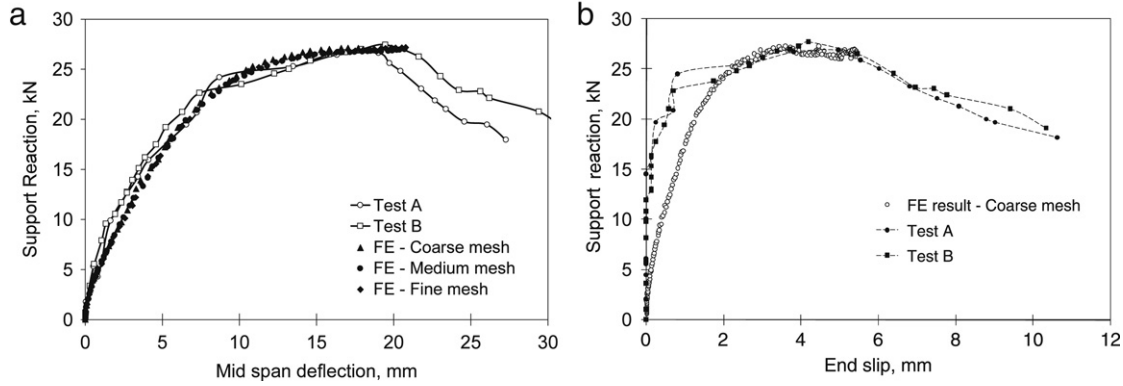 a
30
25
20
15
10
5
0
Support Reaction, kN
0 5 10 15 20 25 30
Mid span deflection, mm
Test A
Test B
FE - Coarse mesh
FE - Medium mesh
FE - Fine mesh
b
30
25
20
15
10
5
0
Support reaction, kN
0 2 4 6 8 10 12
End slip, mm
FE result - Coarse mesh
Test A
Test B